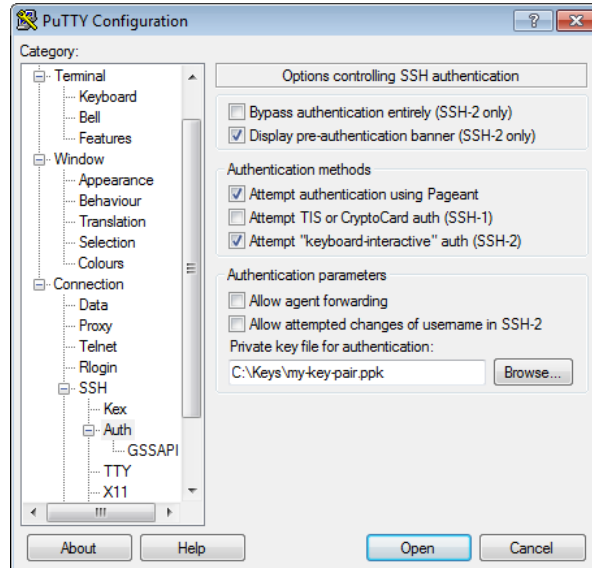 PuTTY Configuration
Category:
Terminal
Keyboard
Bell
Features
Window
Appearance
Behaviour
Translation
Selection
Colours
Connection
Data
Proxy
Telnet
Rlogin
SSH
Kex
Auth
GSSAPI
TTY
X11
Options controlling SSH authentication
Bypass authentication entirely (SSH-2 only)
Display pre-authentication banner (SSH-2 only)
Authentication methods
Attempt authentication using Pageant
Attempt TIS or CryptoCard auth (SSH-1)
Attempt "keyboard-interactive" auth (SSH-2)
Authentication parameters
Allow agent forwarding
Allow attempted changes of username in SSH-2
Private key file for authentication:
C:\Keys\my-key-pair.ppk
Browse...
About
Help
Open
Cancel